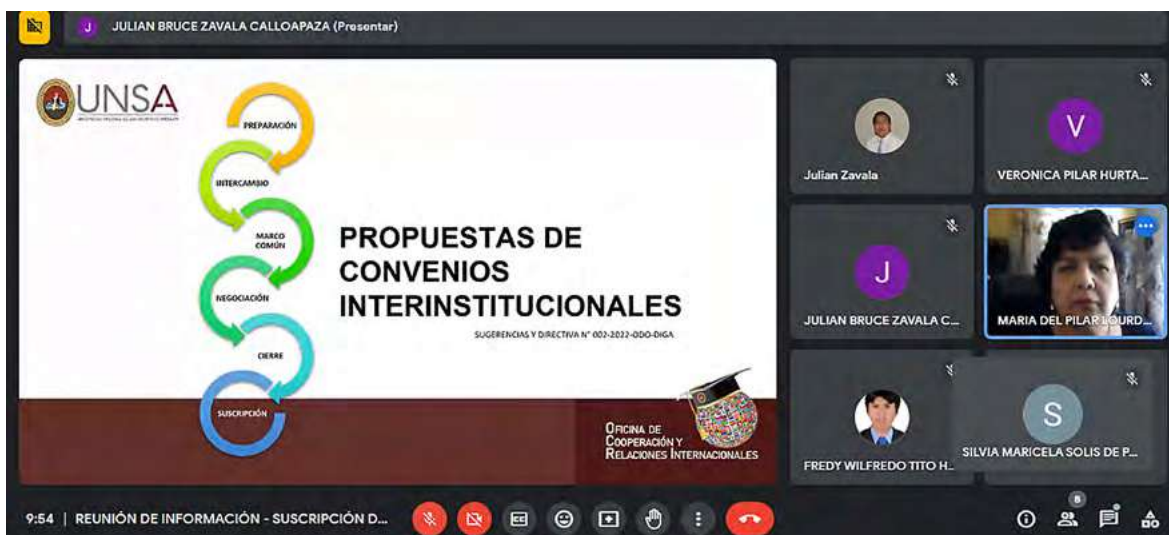 J
JULIAN BRUCE ZAVALA CALLOAPAZA (Presentar)
UNSA
PREPARACIÓN
INTERCAMBIO
MARCO
COMÚN
NEGOCIACIÓN
CIERRE
SUSCRIPCIÓN
PROPUESTAS DE
CONVENIOS
INTERINSTITUCIONALES
SUGERENCIAS Y DIRECTIVA N° 002-2022-ODO-DIGA
OFICINA DE
COOPERACIÓN Y
RELACIONES INTERNACIONALES
Julian Zavala
V
VERONICA PILAR HURTA...
J
JULIAN BRUCE ZAVALA C...
MARIA DEL PILAR LOURD...
FREDY WILFREDO TITO H...
S
SILVIA MARICELA SOLIS DE P...
9:54 | REUNIÓN DE INFORMACIÓN - SUSCRIPCIÓN D...
CC